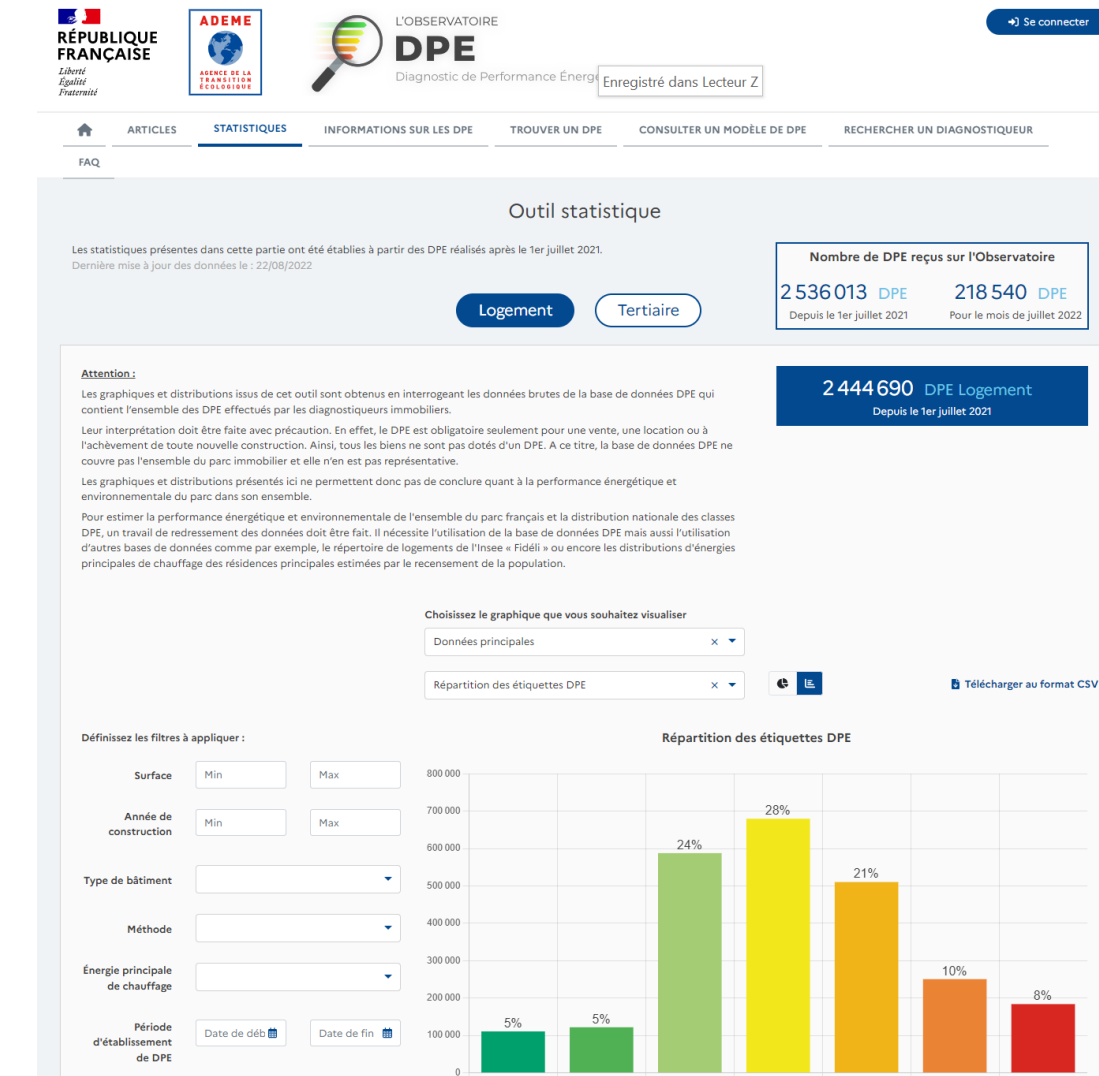 RÉPUBLIQUE
FRANÇAISE
Liberté
Égalité
Fraternité
ADEME
AGENCE DE LA
TRANSITION
ÉCOLOGIQUE
L'OBSERVATOIRE
DPE
Diagnostic de Performance Énerg
Enregistré dans Lecteur Z
Se connecter
ARTICLES STATISTIQUES INFORMATIONS SUR LES DPE TROUVER UN DPE CONSULTER UN MODÈLE DE DPE RECHERCHER UN DIAGNOSTIQUEUR
FAQ
Outil statistique
Les statistiques présentes dans cette partie ont été établies à partir des DPE réalisés après le 1er juillet 2021.
Dernière mise à jour des données le : 22/08/2022
Logement Tertiaire
Nombre de DPE reçus sur l'Observatoire
2 536 013 DPE 218 540 DPE
Depuis le 1er juillet 2021 Pour le mois de juillet 2022
2 444 690 DPE Logement
Depuis le 1er juillet 2021
Attention :
Les graphiques et distributions issus de cet outil sont obtenus en interrogeant les données brutes de la base de données DPE qui
contient l'ensemble des DPE effectués par les diagnostiqueurs immobiliers.
Leur interprétation doit être faite avec précaution. En effet, le DPE est obligatoire seulement pour une vente, une location ou à
l'achèvement de toute nouvelle construction. Ainsi, tous les biens ne sont pas dotés d'un DPE. A ce titre, la base de données DPE ne
couvre pas l'ensemble du parc immobilier et elle n'en est pas représentative.
Les graphiques et distributions présentés ici ne permettent donc pas de conclure quant à la performance énergétique et
environnementale du parc dans son ensemble.
Pour estimer la performance énergétique et environnementale de l'ensemble du parc français et la distribution nationale des classes
DPE, un travail de redressement des données doit être fait. Il nécessite l'utilisation de la base de données DPE mais aussi l'utilisation
d'autres bases de données comme par exemple, le répertoire de logements de l'Insee « Fidéli » ou encore les distributions d'énergies
principales de chauffage des résidences principales estimées par le recensement de la population.
Choisissez le graphique que vous souhaitez visualiser
Données principales ×
Répartition des étiquettes DPE ×
Télécharger au format CSV
Définissez les filtres à appliquer :
Surface Min Max
Année de
construction Min Max
Type de bâtiment
Méthode
Énergie principale
de chauffage
Période
d'établissement
de DPE
Date de déb Date de fin
Répartition des étiquettes DPE
800 000
700 000
600 000
500 000
400 000
300 000
200 000
100 000
0
5% 5% 24% 28% 21% 10% 8%